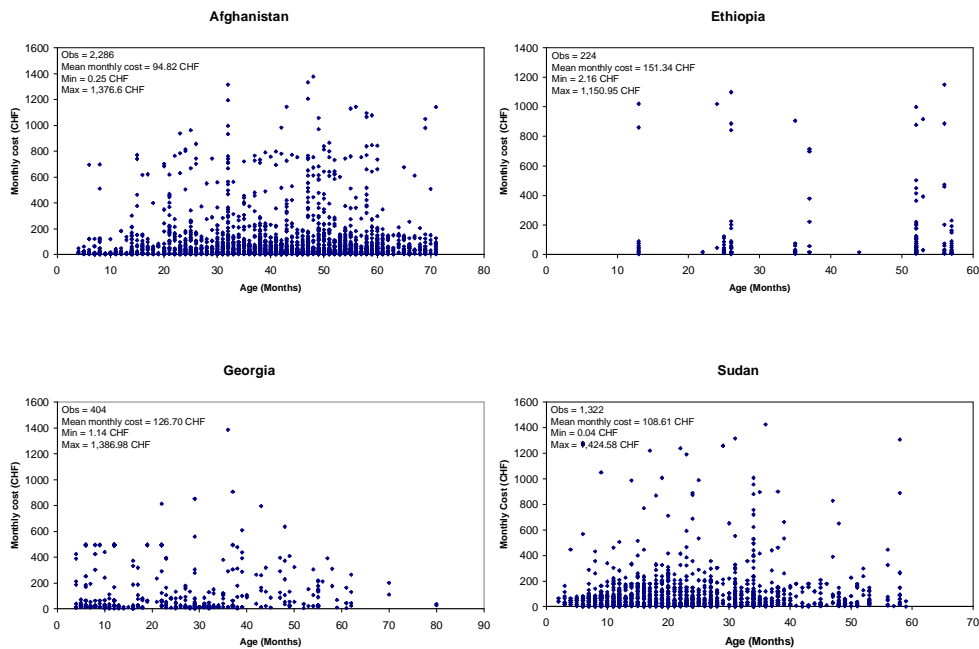 Afghanistan
1600
1400
1200
1000
800
600
400
200
0
Obs = 2,286
Mean monthly cost = 94.82 CHF
Min = 0.25 CHF
Max = 1,376.6 CHF
Monthly cost (CHF)
0 10 20 30 40 50 60 70 80
Age (Months)
Ethiopia
1400
1200
1000
800
600
400
200
0
Obs = 224
Mean monthly cost = 151.34 CHF
Min = 2.16 CHF
Max = 1,150.95 CHF
Monthly cost (CHF)
0 10 20 30 40 50 60
Age (Months)
Georgia
1600
1400
1200
1000
800
600
400
200
0
Obs = 404
Mean monthly cost = 126.70 CHF
Min = 1.14 CHF
Max = 1,386.98 CHF
Monthly cost (CHF)
0 10 20 30 40 50 60 70 80 90
Age (Months)
Sudan
1600
1400
1200
1000
800
600
400
200
0
Obs = 1,322
Mean monthly cost = 108.61 CHF
Min = 0.04 CHF
Max = 1,424.58 CHF
Monthly Cost (CHF)
0 10 20 30 40 50 60 70
Age (Months)